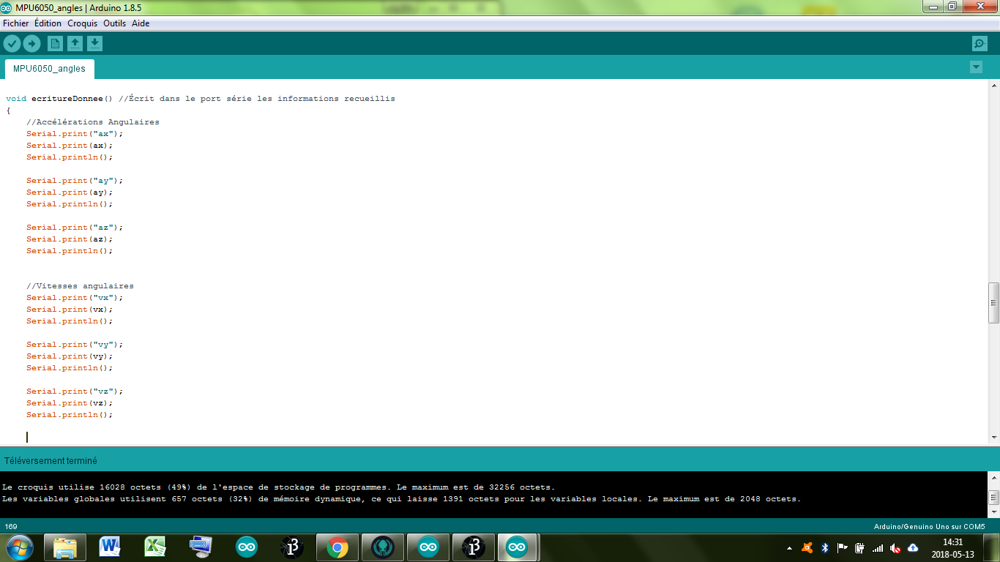 MPU6050_angles | Arduino 1.8.5
Fichier Édition Croquis Outils Aide
MPU6050_angles
void ecritureDonnee() //Écrit dans le port série les informations recueillis
{
//Accélérations Angulaires
Serial.print("ax");
Serial.print(ax);
Serial.println();
Serial.print("ay");
Serial.print(ay);
Serial.println();
Serial.print("az");
Serial.print(az);
Serial.println();
//Vitesses angulaires
Serial.print("vx");
Serial.print(vx);
Serial.println();
Serial.print("vy");
Serial.print(vy);
Serial.println();
Serial.print("vz");
Serial.print(vz);
Serial.println();
Téléversement terminé
Le croquis utilise 16028 octets (49%) de l'espace de stockage de programmes. Le maximum est de 32256 octets.
Les variables globales utilisent 657 octets (32%) de mémoire dynamique, ce qui laisse 1391 octets pour les variables locales. Le maximum est de 2048 octets.
169
Arduino/Genuino Uno sur COM5
14:31
2018-05-13